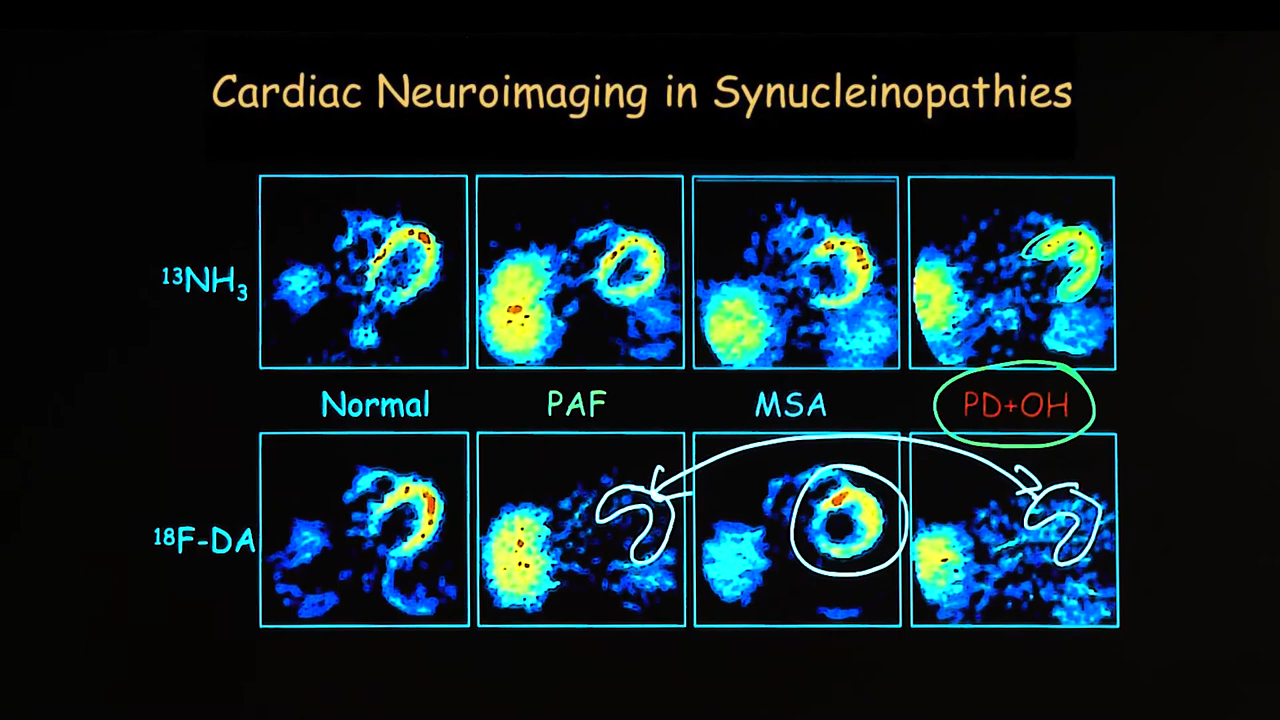 Cardiac Neuroimaging in Synucleinopathies
¹³NH₃
Normal PAF MSA PD+OH
¹⁸F-DA